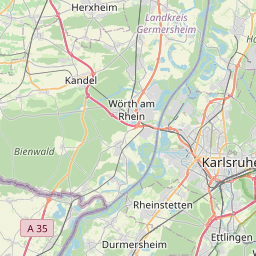 Herxheim
Landkreis
Germersheim
Kandel
Wörth am
Rhein
Bienwald
Karlsruhe
Rheinstetten
A 35
Ettlingen
Durmersheim